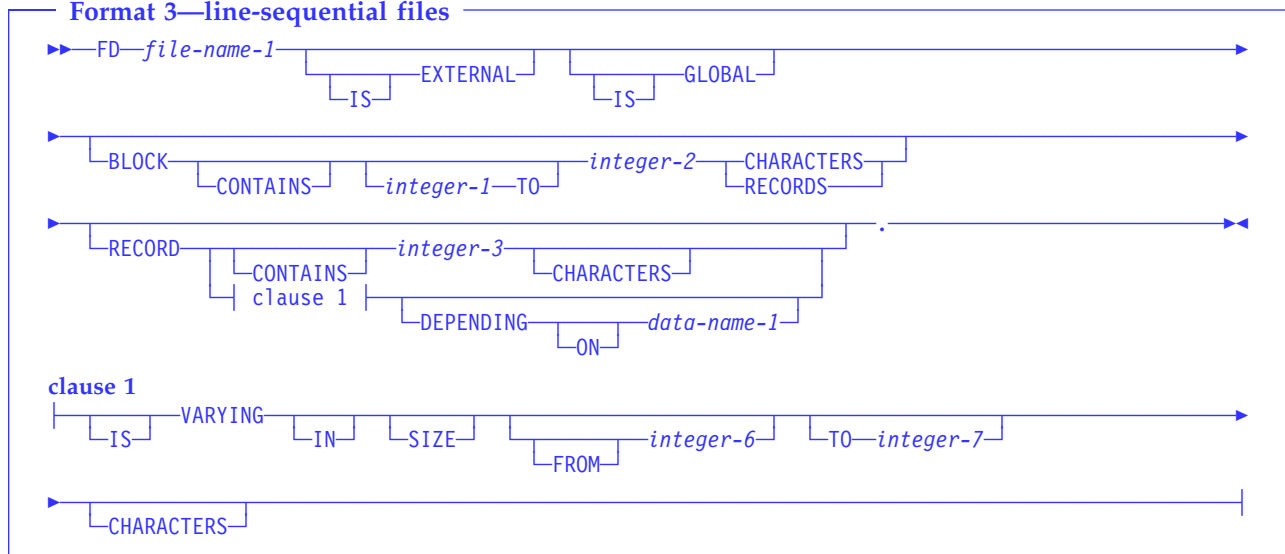 Format 3—line-sequential files
FD file-name-1 EXTERNAL GLOBAL
IS IS
BLOCK integer-2 CHARACTERS
CONTAINS integer-1 TO RECORDS
RECORD integer-3 .
CONTAINS CHARACTERS
clause 1
DEPENDING data-name-1
ON
clause 1
VARYING integer-6 TO integer-7
IS IN SIZE FROM
CHARACTERS